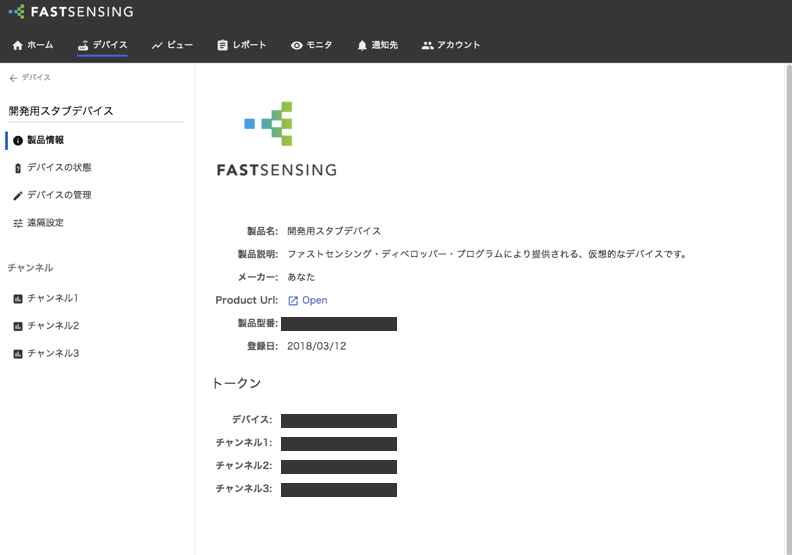 FASTSENSING
ホーム デバイス ビュー レポート モニタ 通知先 アカウント
← デバイス
開発用スタブデバイス
製品情報
デバイスの状態
デバイスの管理
遠隔設定
チャンネル
チャンネル1
チャンネル2
チャンネル3
FASTSENSING
製品名: 開発用スタブデバイス
製品説明: ファストセンシング・ディベロッパー・プログラムにより提供される、仮想的なデバイスです。
メーカー: あなた
Product Url: Open
製品型番:
登録日: 2018/03/12
トークン
デバイス:
チャンネル1:
チャンネル2:
チャンネル3: